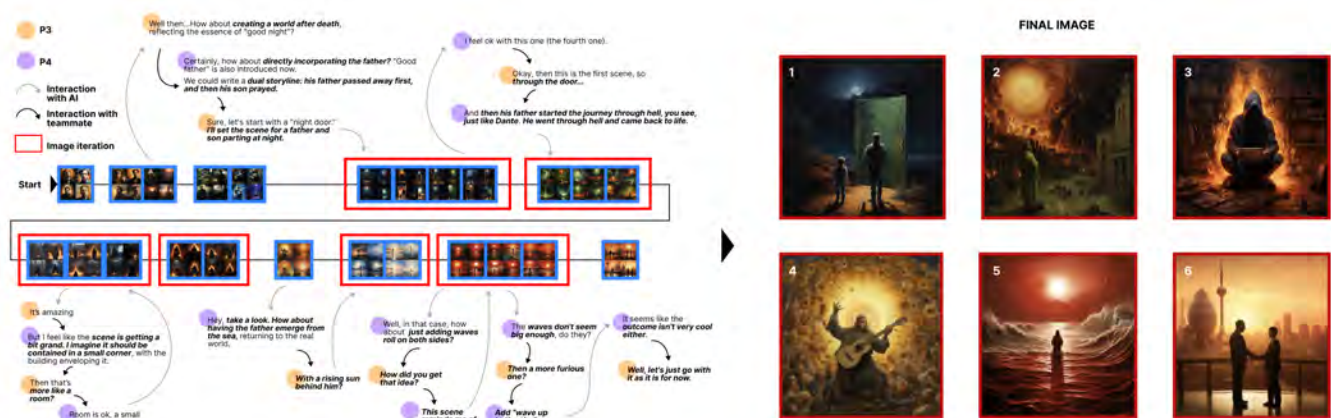 P3
P4
Interaction
with AI
Interaction with
teammate
Image iteration
Well then...How about creating a world after death,
reflecting the essence of "good night"?
Certainly, how about directly incorporating the father? "Good
father" is also introduced now.
We could write a dual storyline: his father passed away first,
and then his son prayed.
Sure, let's start with a "night door."
I'll set the scene for a father and
son parting at night.
I feel ok with this one (the fourth one).
Okay, then this is the first scene, so
through the door...
And then his father started the journey through hell, you see,
just like Dante. He went through hell and came back to life.
Start
It's amazing
But I feel like the scene is getting a
bit grand. I imagine it should be
contained in a small corner, with the
building enveloping it.
Then that's
more like a
room?
Room is ok, a small
Hey, take a look. How about
having the father emerge from
the sea, returning to the real
world.
With a rising sun
behind him?
Well, in that case, how
about just adding waves
roll on both sides?
How did you get
that idea?
This scene
The waves don't seem
big enough, do they?
Then a more furious
one?
Add "wave up
It seems like the
outcome isn't very cool
either.
Well, let's just go with
it as it is for now.
FINAL IMAGE
1
2
3
4
5
6